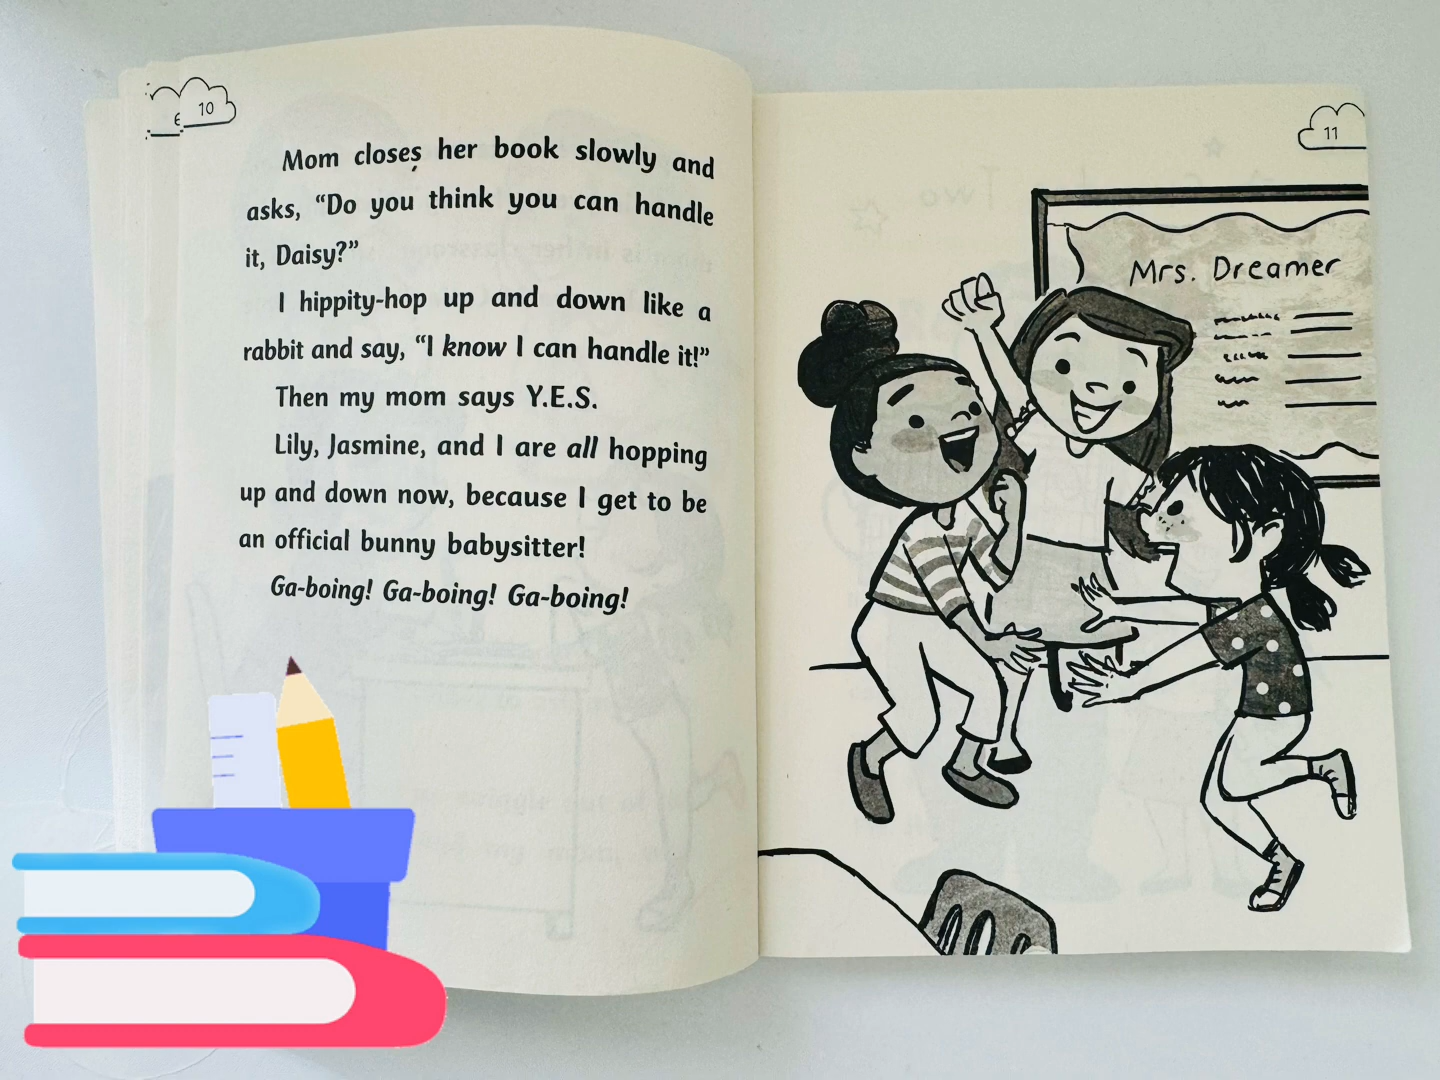 10
Mom closes her book slowly and
asks, “Do you think you can handle
it, Daisy?”
I hippity-hop up and down like a
rabbit and say, “I know I can handle it!”
Then my mom says Y.E.S.
Lily, Jasmine, and I are all hopping
up and down now, because I get to be
an official bunny babysitter!
Ga-boing! Ga-boing! Ga-boing!
11
Mrs. Dreamer